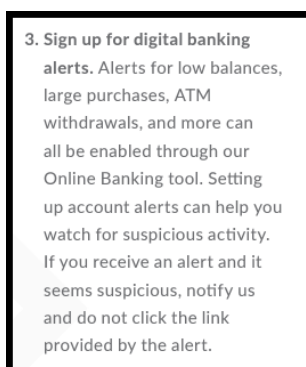 3. Sign up for digital banking
alerts. Alerts for low balances,
large purchases, ATM
withdrawals, and more can
all be enabled through our
Online Banking tool. Setting
up account alerts can help you
watch for suspicious activity.
If you receive an alert and it
seems suspicious, notify us
and do not click the link
provided by the alert.